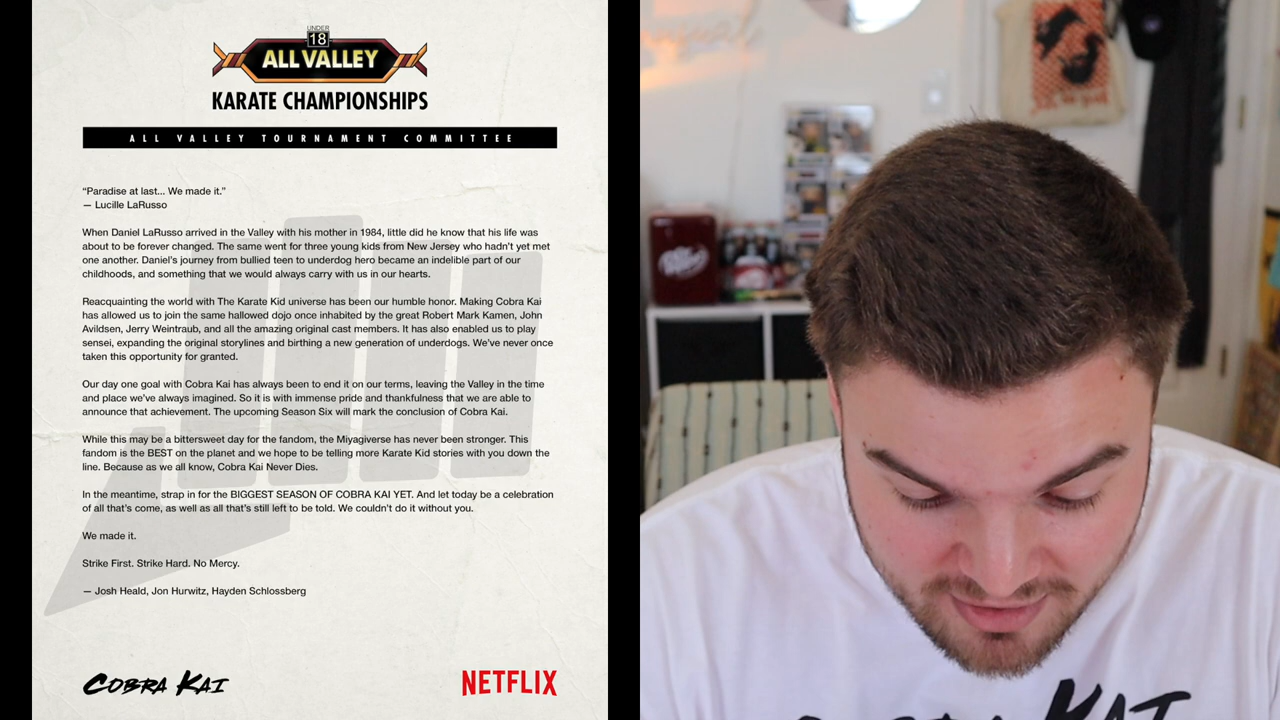 UNDER
18
ALL VALLEY
KARATE CHAMPIONSHIPS
ALL VALLEY TOURNAMENT COMMITTEE
“Paradise at last... We made it.”
— Lucille LaRusso
When Daniel LaRusso arrived in the Valley with his mother in 1984, little did he know that his life was
about to be forever changed. The same went for three young kids from New Jersey who hadn’t yet met
one another. Daniel’s journey from bullied teen to underdog hero became an indelible part of our
childhoods, and something that we would always carry with us in our hearts.
Reacquainting the world with The Karate Kid universe has been our humble honor. Making Cobra Kai
has allowed us to join the same hallowed dojo once inhabited by the great Robert Mark Kamen, John
Avildsen, Jerry Weintraub, and all the amazing original cast members. It has also enabled us to play
sensei, expanding the original storylines and birthing a new generation of underdogs. We’ve never once
taken this opportunity for granted.
Our day one goal with Cobra Kai has always been to end it on our terms, leaving the Valley in the time
and place we’ve always imagined. So it is with immense pride and thankfulness that we are able to
announce that achievement. The upcoming Season Six will mark the conclusion of Cobra Kai.
While this may be a bittersweet day for the fandom, the Miyagiverse has never been stronger. This
fandom is the BEST on the planet and we hope to be telling more Karate Kid stories with you down the
line. Because as we all know, Cobra Kai Never Dies.
In the meantime, strap in for the BIGGEST SEASON OF COBRA KAI YET. And let today be a celebration
of all that’s come, as well as all that’s still left to be told. We couldn’t do it without you.
We made it.
Strike First. Strike Hard. No Mercy.
— Josh Heald, Jon Hurwitz, Hayden Schlossberg
COBRA KAI
NETFLIX
Dr Pepper
KAI